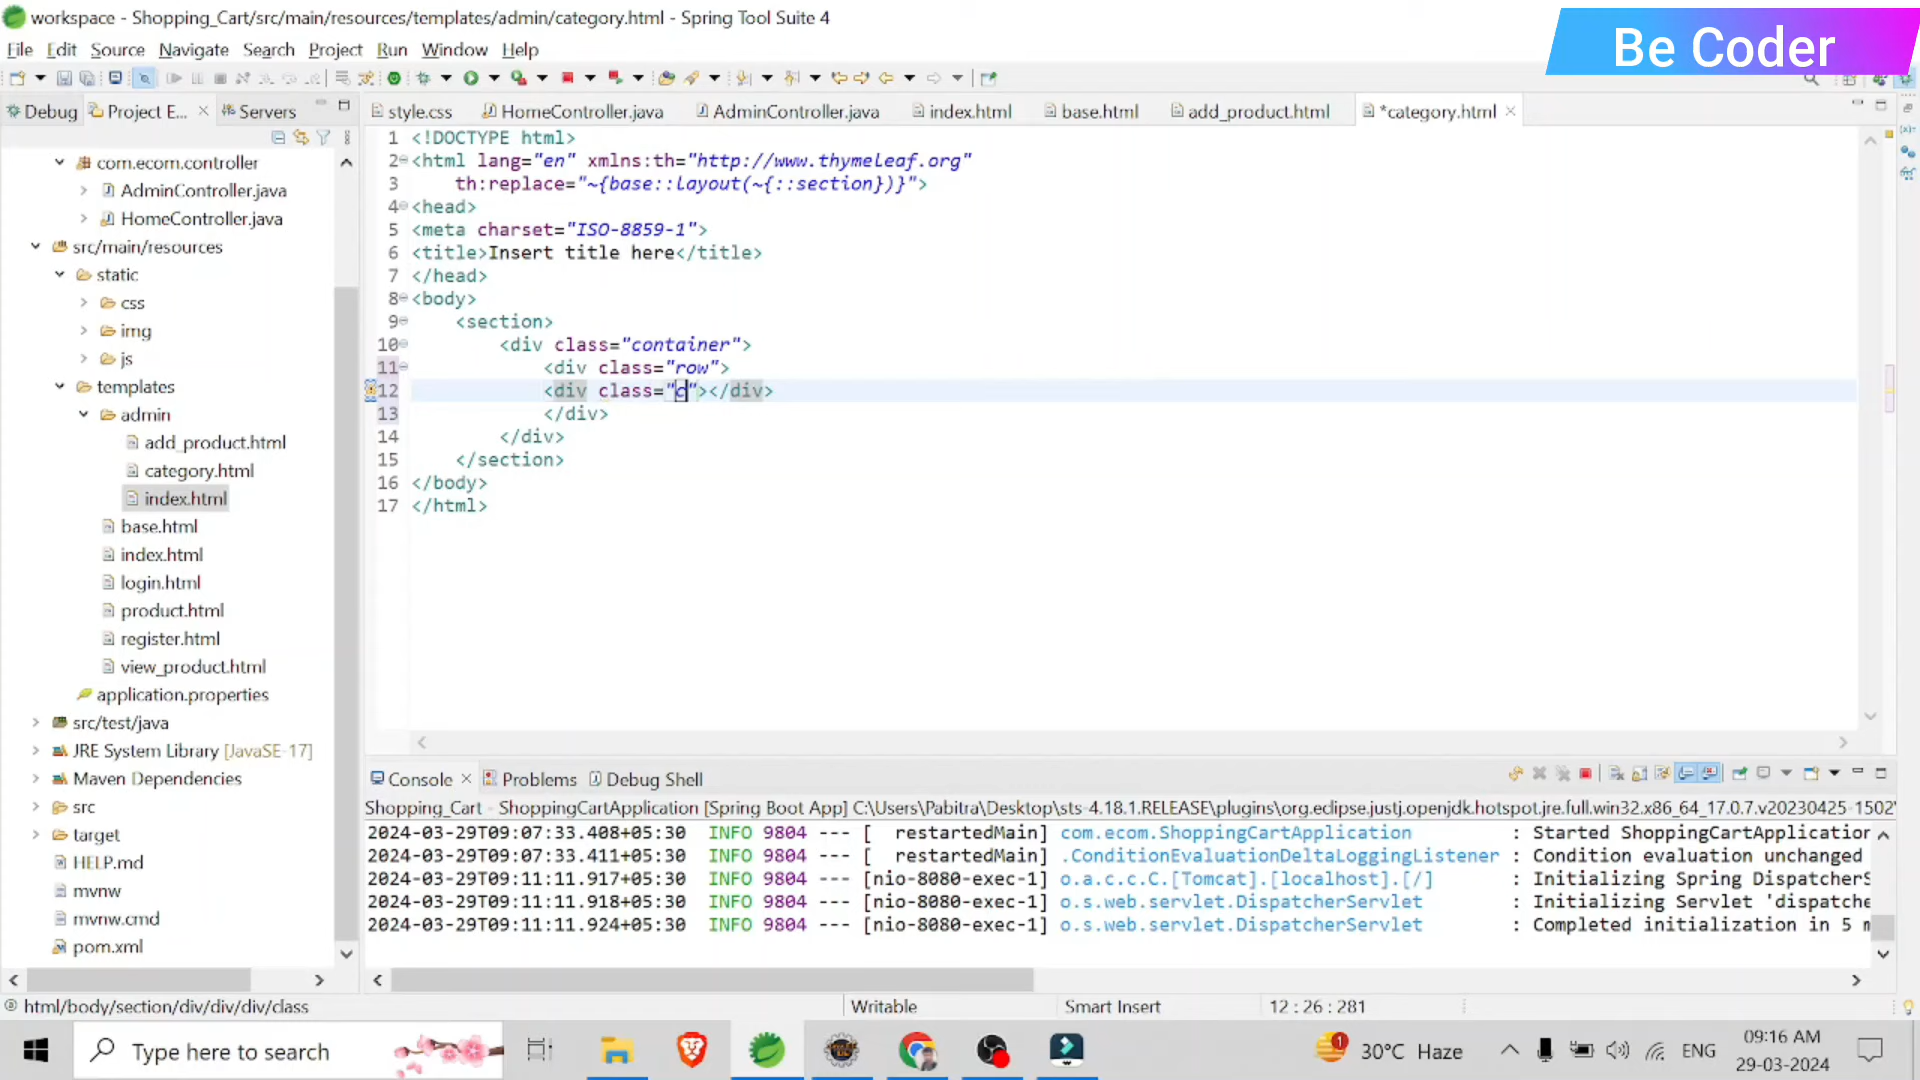 workspace - Shopping_Cart/src/main/resources/templates/admin/category.html - Spring Tool Suite 4
Be Coder
File Edit Source Navigate Search Project Run Window Help
Debug Project E... Servers
style.css HomeController.java AdminController.java index.html base.html add_product.html *category.html
com.ecom.controller
AdminController.java
HomeController.java
src/main/resources
static
css
img
js
templates
admin
add_product.html
category.html
index.html
base.html
index.html
login.html
product.html
register.html
view_product.html
application.properties
src/test/java
JRE System Library [JavaSE-17]
Maven Dependencies
src
target
HELP.md
mvnw
mvnw.cmd
pom.xml
1 <!DOCTYPE html>
2 <html lang="en" xmlns:th="http://www.thymeleaf.org"
3 th:replace="~{base::layout(~{::section})}">
4 <head>
5 <meta charset="ISO-8859-1">
6 <title>Insert title here</title>
7 </head>
8 <body>
9 <section>
10 <div class="container">
11 <div class="row">
12 <div class="c"></div>
13 </div>
14 </div>
15 </section>
16 </body>
17 </html>
Console Problems Debug Shell
Shopping_Cart - ShoppingCartApplication [Spring Boot App] C:\Users\Pabitra\Desktop\sts-4.18.1.RELEASE\plugins\org.eclipse.justj.openjdk.hotspot.jre.full.win32.x86_64_17.0.7.v20230425-1502
2024-03-29T09:07:33.408+05:30 INFO 9804 --- [ restartedMain] com.ecom.ShoppingCartApplication : Started ShoppingCartApplication
2024-03-29T09:07:33.411+05:30 INFO 9804 --- [ restartedMain] .ConditionEvaluationDeltaLoggingListener : Condition evaluation unchanged
2024-03-29T09:11:11.917+05:30 INFO 9804 --- [nio-8080-exec-1] o.a.c.c.C.[Tomcat].[localhost].[/] : Initializing Spring DispatcherS
2024-03-29T09:11:11.918+05:30 INFO 9804 --- [nio-8080-exec-1] o.s.web.servlet.DispatcherServlet : Initializing Servlet 'dispatche
2024-03-29T09:11:11.924+05:30 INFO 9804 --- [nio-8080-exec-1] o.s.web.servlet.DispatcherServlet : Completed initialization in 5 m
html/body/section/div/div/div/class Writable Smart Insert 12 : 26 : 281
Type here to search
1 30°C Haze ENG
09:16 AM
29-03-2024